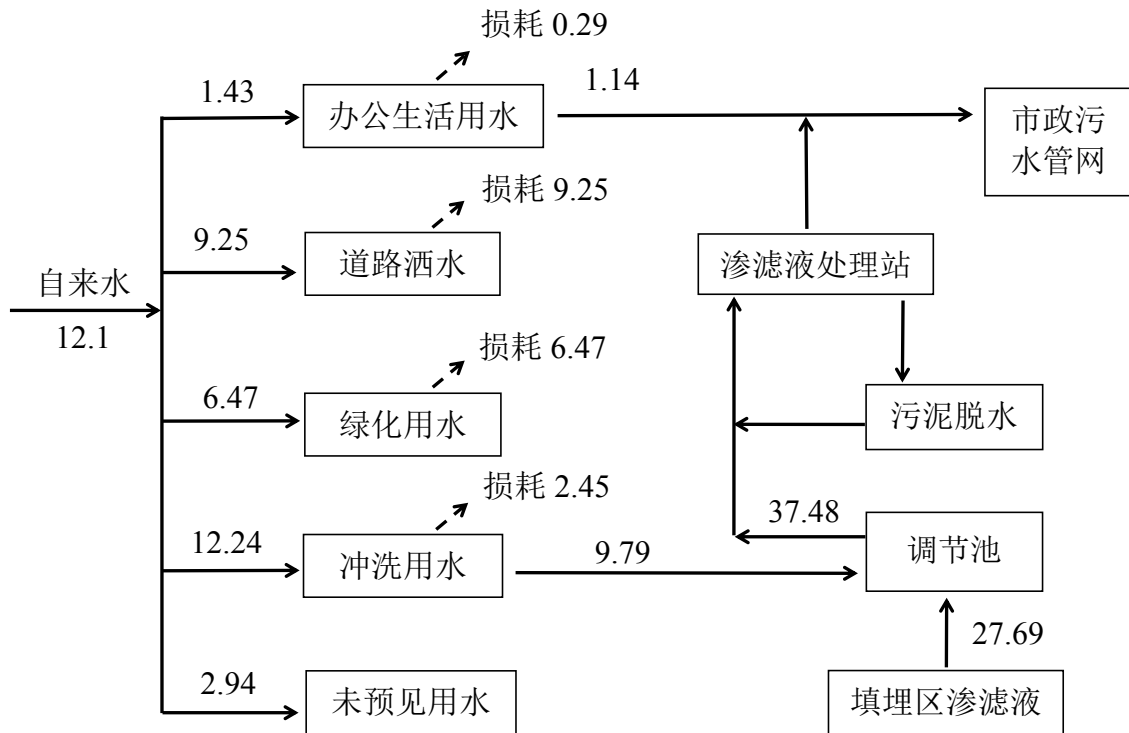 损耗 0.29
1.43
办公生活用水
1.14
市政污
水管网
损耗 9.25
9.25
道路洒水
渗滤液处理站
自来水
12.1
损耗 6.47
6.47
绿化用水
污泥脱水
损耗 2.45
12.24
冲洗用水
9.79
37.48
调节池
27.69
2.94
未预见用水
填埋区渗滤液